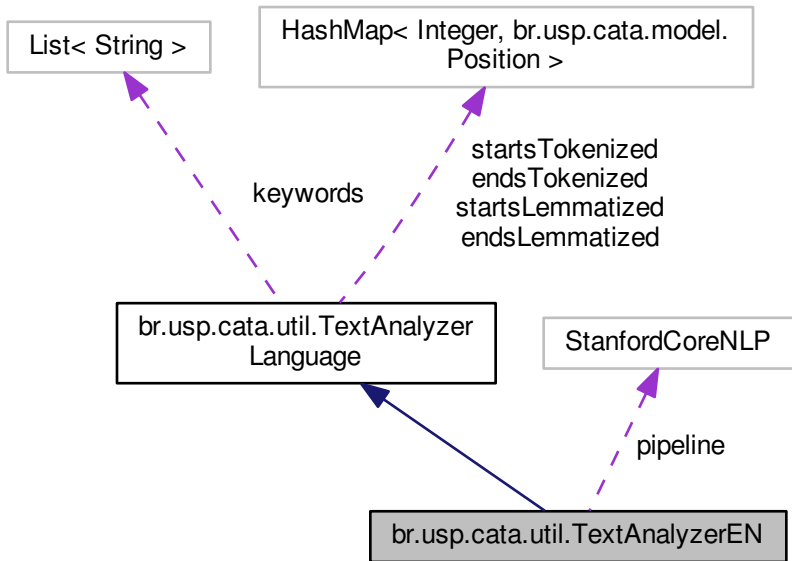 List< String >
HashMap< Integer, br.usp.cata.model.
Position >
keywords
startsTokenized
endsTokenized
startsLemmatized
endsLemmatized
br.usp.cata.util.TextAnalyzer
Language
StanfordCoreNLP
pipeline
br.usp.cata.util.TextAnalyzerEN